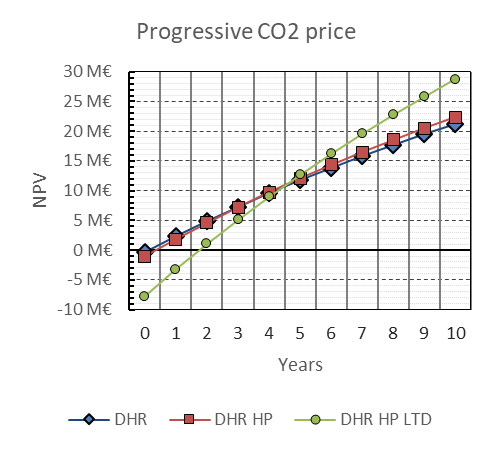 Progressive CO2 price
30 M€
25 M€
20 M€
15 M€
10 M€
5 M€
0 M€
-5 M€
-10 M€
NPV
0 1 2 3 4 5 6 7 8 9 10
Years
DHR DHR HP DHR HP LTD